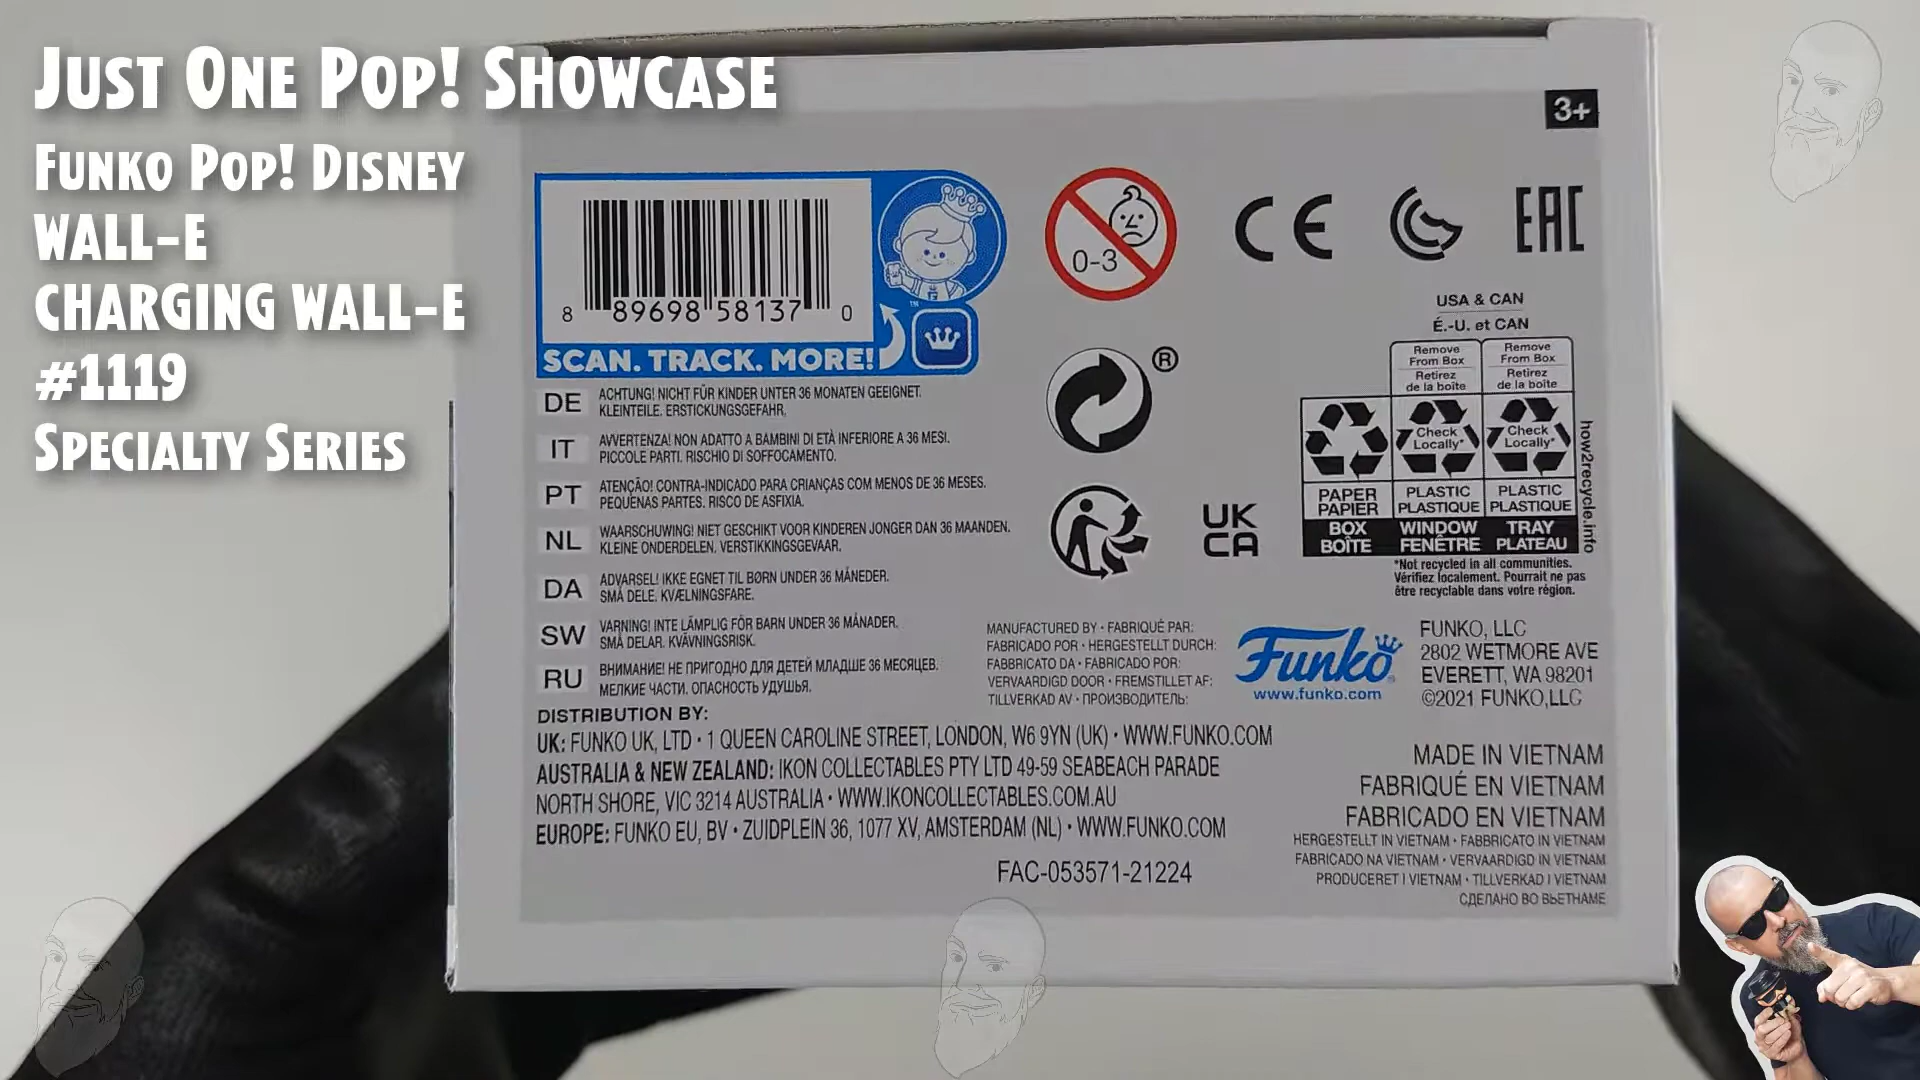 Just One Pop! Showcase
Funko Pop! Disney
WALL-E
CHARGING WALL-E
#1119
Specialty Series
3+
8 89698 58137 0
SCAN. TRACK. MORE!
™
0-3
CE
EAC
®
UK
CA
USA & CAN
É.-U. et CAN
Remove
From Box
Retirez
de la boîte
Remove
From Box
Retirez
de la boîte
Check
Locally*
Check
Locally*
PAPER
PAPIER
BOX
BOÎTE
PLASTIC
PLASTIQUE
WINDOW
FENÊTRE
PLASTIC
PLASTIQUE
TRAY
PLATEAU
how2recycle.info
*Not recycled in all communities.
Vérifiez localement. Pourrait ne pas
être recyclable dans votre région.
DE ACHTUNG! NICHT FÜR KINDER UNTER 36 MONATEN GEEIGNET.
KLEINTEILE. ERSTICKUNGSGEFAHR.
IT AVVERTENZA! NON ADATTO A BAMBINI DI ETÀ INFERIORE A 36 MESI.
PICCOLE PARTI. RISCHIO DI SOFFOCAMENTO.
PT ATENÇÃO! CONTRA-INDICADO PARA CRIANÇAS COM MENOS DE 36 MESES.
PEQUENAS PARTES. RISCO DE ASFIXIA.
NL WAARSCHUWING! NIET GESCHIKT VOOR KINDEREN JONGER DAN 36 MAANDEN.
KLEINE ONDERDELEN. VERSTIKKINGSGEVAAR.
DA ADVARSEL! IKKE EGNET TIL BØRN UNDER 36 MÅNEDER.
SMÅ DELE. KVÆLNINGSFARE.
SW VARNING! INTE LÄMPLIG FÖR BARN UNDER 36 MÅNADER.
SMÅ DELAR. KVÄVNINGSRISK.
RU ВНИМАНИЕ! НЕ ПРИГОДНО ДЛЯ ДЕТЕЙ МЛАДШЕ 36 МЕСЯЦЕВ.
МЕЛКИЕ ЧАСТИ. ОПАСНОСТЬ УДУШЬЯ.
MANUFACTURED BY • FABRIQUÉ PAR:
FABRICADO POR • HERGESTELLT DURCH:
FABBRICATO DA • FABRICADO POR:
VERVAARDIGD DOOR • FREMSTILLET AF:
TILLVERKAD AV • ПРОИЗВОДИТЕЛЬ:
Funko
www.funko.com
FUNKO, LLC
2802 WETMORE AVE
EVERETT, WA 98201
©2021 FUNKO,LLC
DISTRIBUTION BY:
UK: FUNKO UK, LTD • 1 QUEEN CAROLINE STREET, LONDON, W6 9YN (UK) • WWW.FUNKO.COM
AUSTRALIA & NEW ZEALAND: IKON COLLECTABLES PTY LTD 49-59 SEABEACH PARADE
NORTH SHORE, VIC 3214 AUSTRALIA • WWW.IKONCOLLECTABLES.COM.AU
EUROPE: FUNKO EU, BV • ZUIDPLEIN 36, 1077 XV, AMSTERDAM (NL) • WWW.FUNKO.COM
FAC-053571-21224
MADE IN VIETNAM
FABRIQUÉ EN VIETNAM
FABRICADO EN VIETNAM
HERGESTELLT IN VIETNAM • FABBRICATO IN VIETNAM
FABRICADO NA VIETNAM • VERVAARDIGD IN VIETNAM
PRODUCERET I VIETNAM • TILLVERKAD I VIETNAM
СДЕЛАНО ВО ВЬЕТНАМЕ